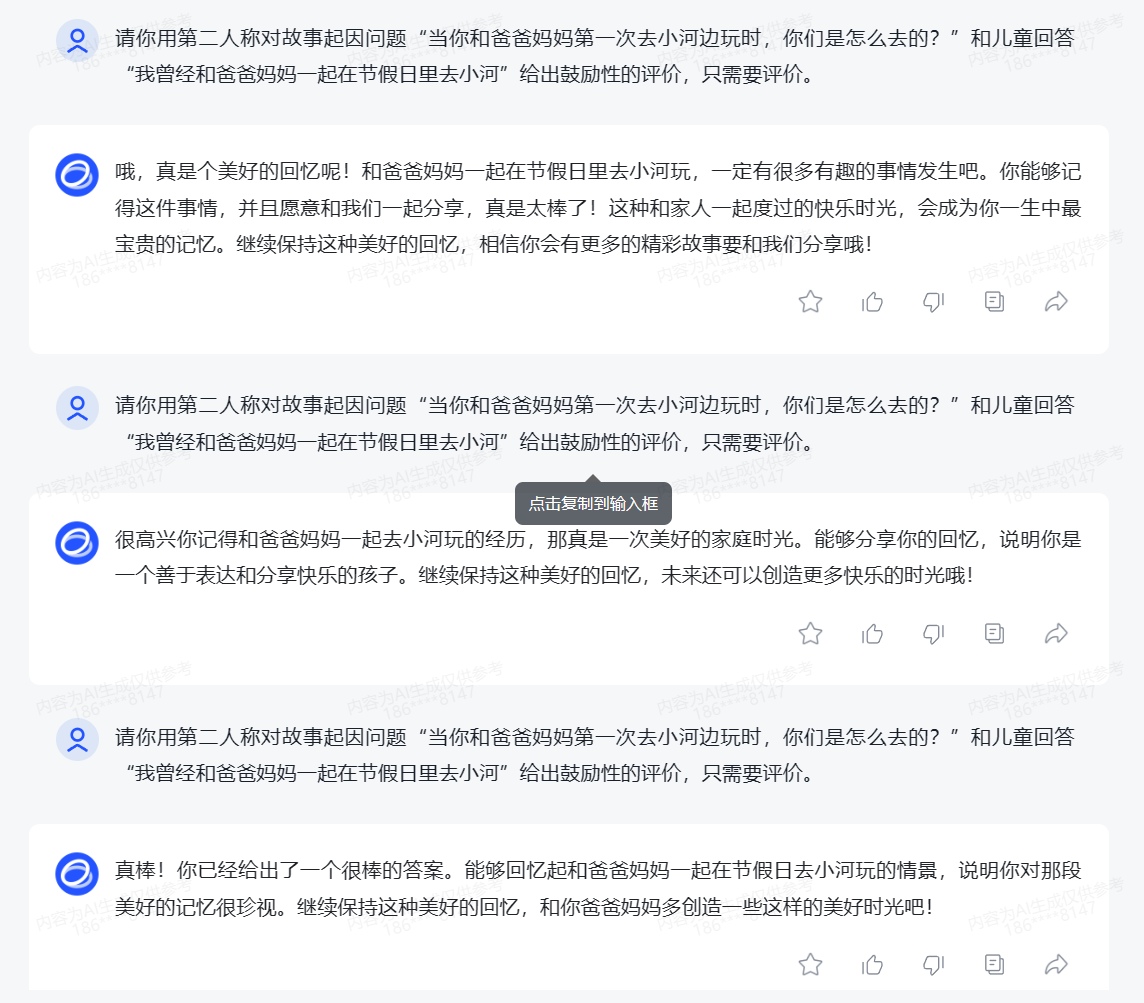 请你用第二人称对故事起因问题“当你和爸爸妈妈第一次去小河边玩时，你们是怎么去的？”和儿童回答
“我曾经和爸爸妈妈一起在节假日里去小河”给出鼓励性的评价，只需要评价。
哦，真是个美好的回忆呢！和爸爸妈妈一起在节假日里去小河玩，一定有很多有趣的事情发生吧。你能够记
得这件事情，并且愿意和我们一起分享，真是太棒了！这种和家人一起度过的快乐时光，会成为你一生中最
宝贵的记忆。继续保持这种美好的回忆，相信你会有更多的精彩故事要和我们分享哦！
请你用第二人称对故事起因问题“当你和爸爸妈妈第一次去小河边玩时，你们是怎么去的？”和儿童回答
“我曾经和爸爸妈妈一起在节假日里去小河”给出鼓励性的评价，只需要评价。
点击复制到输入框
很高兴你记得和爸爸妈妈一起去小河玩的经历，那真是一次美好的家庭时光。能够分享你的回忆，说明你是
一个善于表达和分享快乐的孩子。继续保持这种美好的回忆，未来还可以创造更多快乐的时光哦！
请你用第二人称对故事起因问题“当你和爸爸妈妈第一次去小河边玩时，你们是怎么去的？”和儿童回答
“我曾经和爸爸妈妈一起在节假日里去小河”给出鼓励性的评价，只需要评价。
真棒！你已经给出了一个很棒的答案。能够回忆起和爸爸妈妈一起在节假日去小河玩的情景，说明你对那段
美好的记忆很珍视。继续保持这种美好的回忆，和你爸爸妈妈多创造一些这样的美好时光吧！
内容为AI生成仅供参考
186****8147